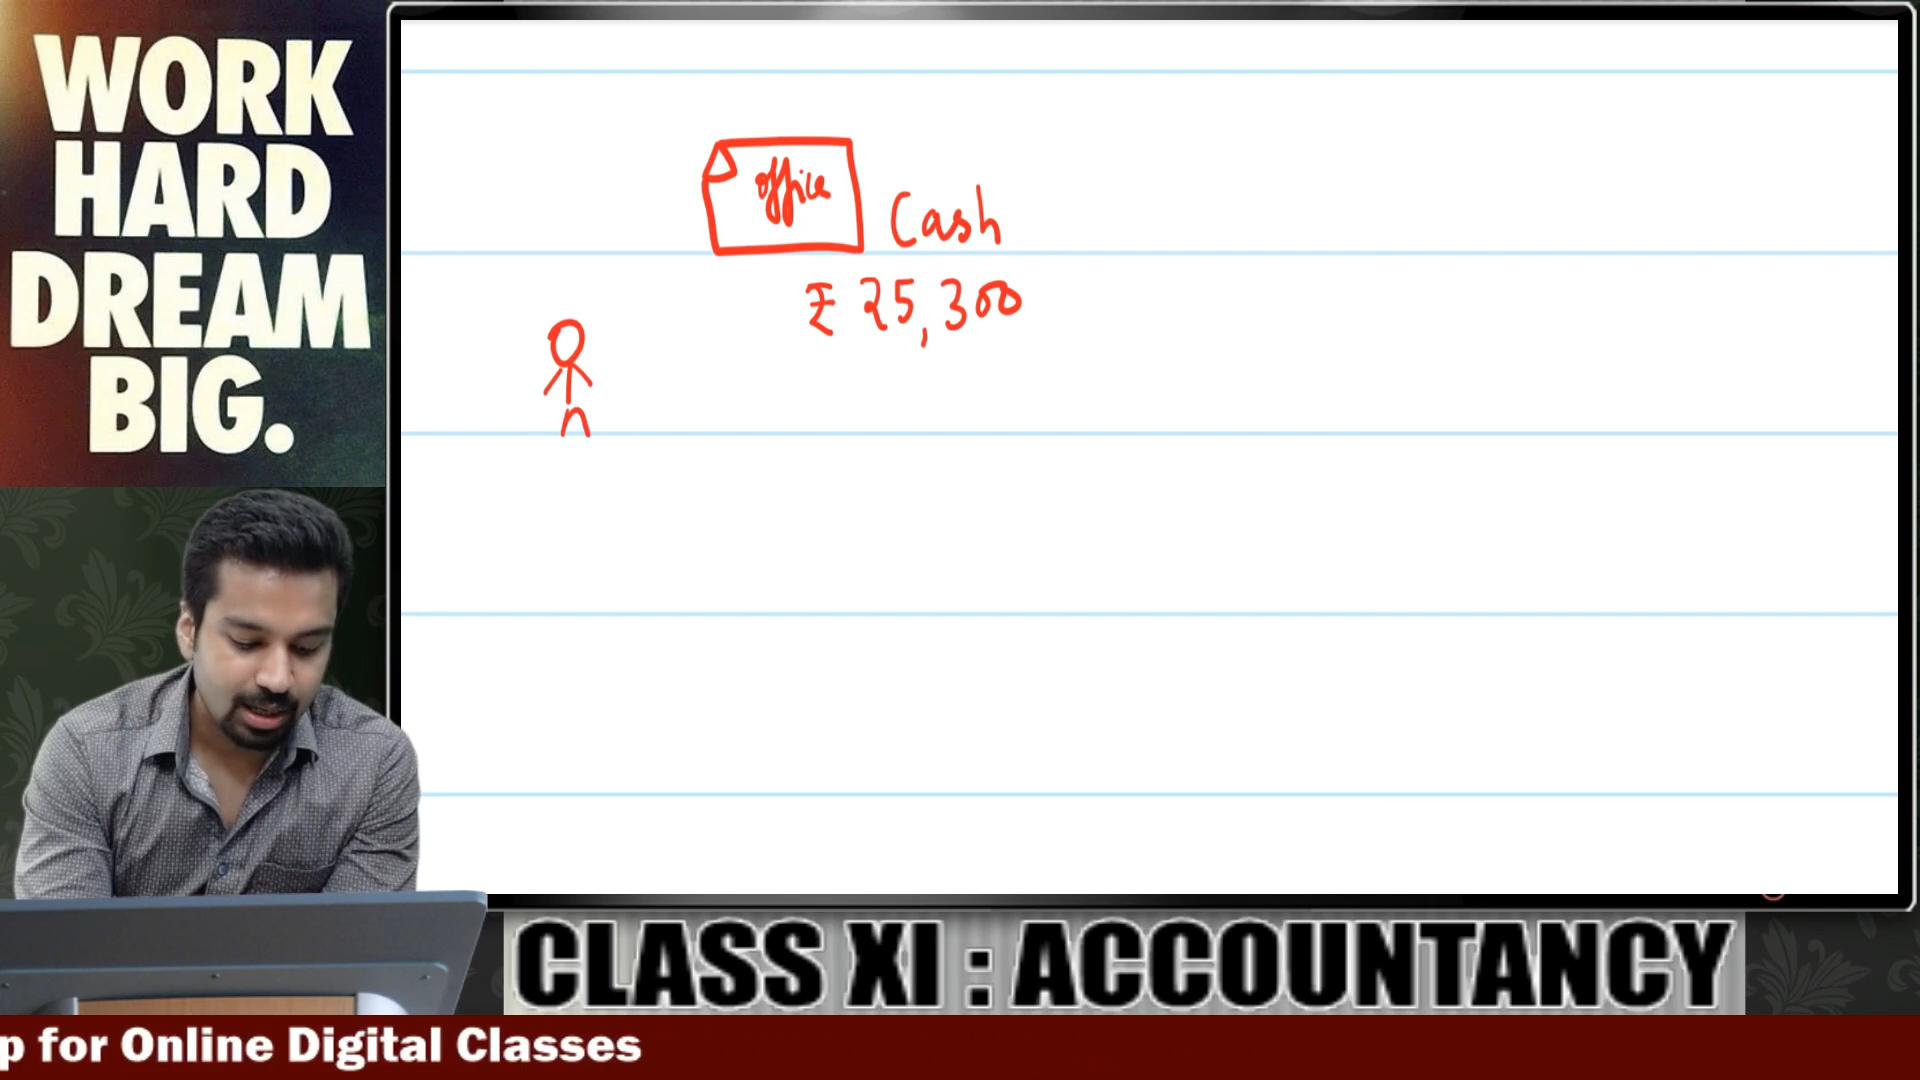 WORK
HARD
DREAM
BIG.
office
Cash
₹ 25,300
CLASS XI : ACCOUNTANCY
p for Online Digital Classes